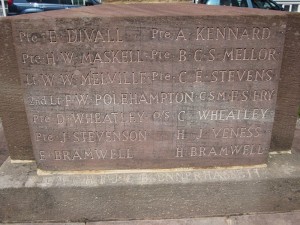 Pte E DIVALL Pte A KENNARD
Pte H.W. MASKELL Pte B.C.S. MELLOR
Lt W.W. MELVILLE Pte C.E. STEVENS
2nd Lt F.W. POLEHAMPTON C.S.M. F.S. FRY
Pte D. WHEATLEY O.S. C. WHEATLEY
Pte J. STEVENSON H. J. VENESS
F. BRAMWELL H. BRAMWELL